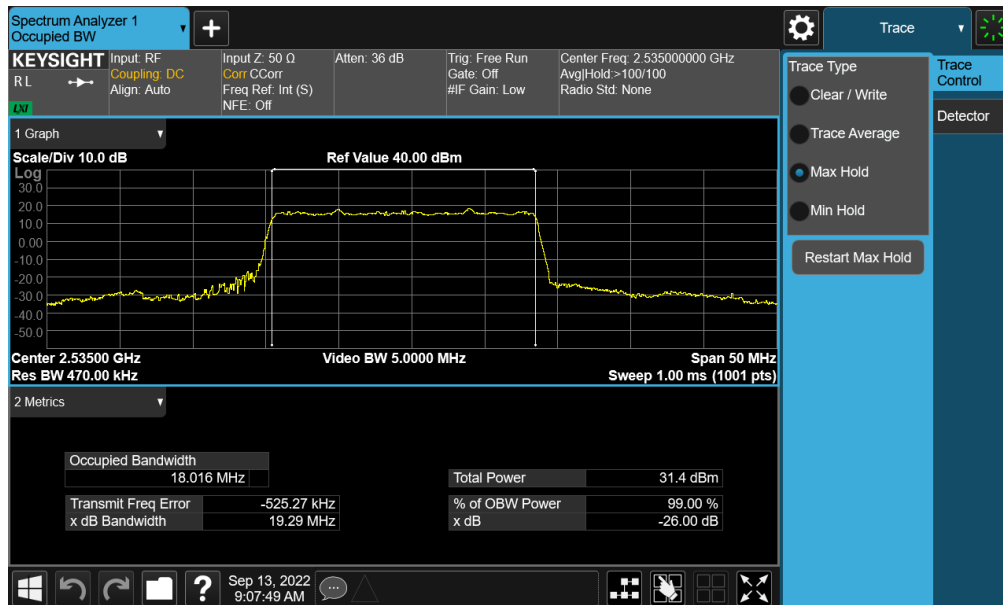 Spectrum Analyzer 1
Occupied BW
+
Trace
KEYSIGHT
R L
LXI
Input: RF
Coupling: DC
Align: Auto
Input Z: 50 Ω
Corr CCorr
Freq Ref: Int (S)
NFE: Off
Atten: 36 dB
Trig: Free Run
Gate: Off
#IF Gain: Low
Center Freq: 2.535000000 GHz
Avg|Hold:>100/100
Radio Std: None
Trace Type
Clear / Write
Trace Average
Max Hold
Min Hold
Restart Max Hold
Trace
Control
Detector
1 Graph
Scale/Div 10.0 dB
Ref Value 40.00 dBm
Log
30.0
20.0
10.0
0.00
-10.0
-20.0
-30.0
-40.0
-50.0
Center 2.53500 GHz
Video BW 5.0000 MHz
Span 50 MHz
Res BW 470.00 kHz
Sweep 1.00 ms (1001 pts)
2 Metrics
Occupied Bandwidth
18.016 MHz
Total Power 31.4 dBm
Transmit Freq Error -525.27 kHz
% of OBW Power 99.00 %
x dB Bandwidth 19.29 MHz
x dB -26.00 dB
?
Sep 13, 2022
9:07:49 AM